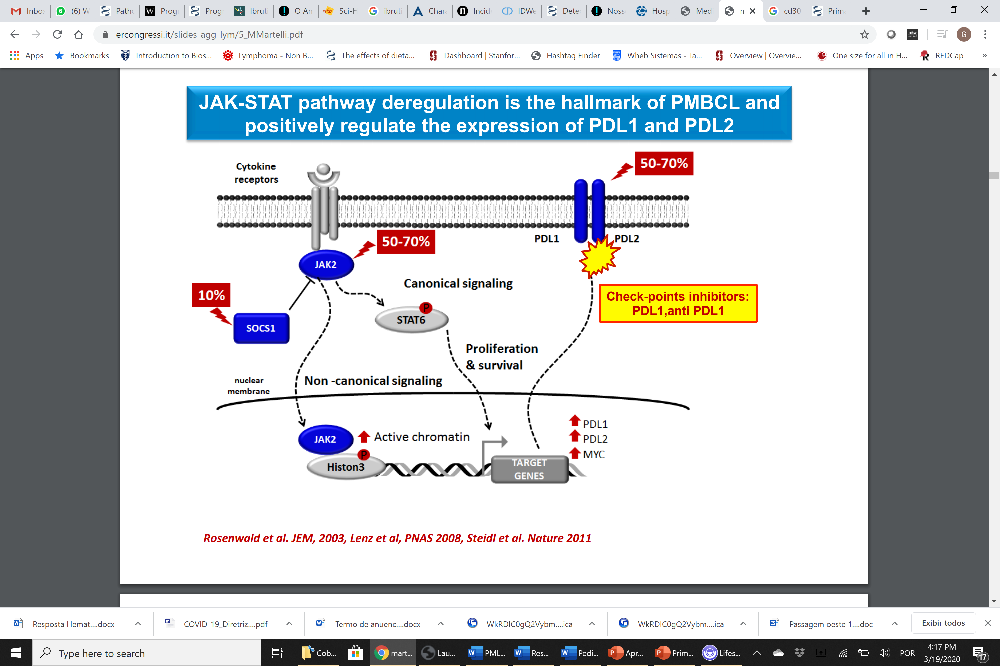 Inbo (6) W Path Prog Prog Ibrut O An Sci-H ibruti Chara Incid IDWe Dete Noss Hosp Medi m cd30 Prim
ercongressi.it/slides-agg-lym/5_MMartelli.pdf
G
Apps Bookmarks Introduction to Bios... Lymphoma - Non B... The effects of dieta... Dashboard | Stanfor... Hashtag Finder Wheb Sistemas - Ta... Overview | Overvie... One size for all in H... REDCap »
JAK-STAT pathway deregulation is the hallmark of PMBCL and
positively regulate the expression of PDL1 and PDL2
Cytokine
receptors
50-70%
50-70%
PDL1
PDL2
JAK2
Canonical signaling
10%
Check-points inhibitors:
PDL1,anti PDL1
P
STAT6
SOCS1
Proliferation
& survival
nuclear
membrane
Non -canonical signaling
PDL1
PDL2
MYC
JAK2
Active chromatin
P
Histon3
TARGET
GENES
Rosenwald et al. JEM, 2003, Lenz et al, PNAS 2008, Steidl et al. Nature 2011
Resposta Hemat....docx COVID-19_Diretriz....pdf Termo de anuenc....docx WkRDIC0gQ2Vybm....ica WkRDIC0gQ2Vybm....ica Passagem oeste 1....doc Exibir todos
Type here to search
Cob... mart... Lau... PML... Res... Pedi... Apr... Prim... Lifes... POR
4:17 PM
3/19/2020
17